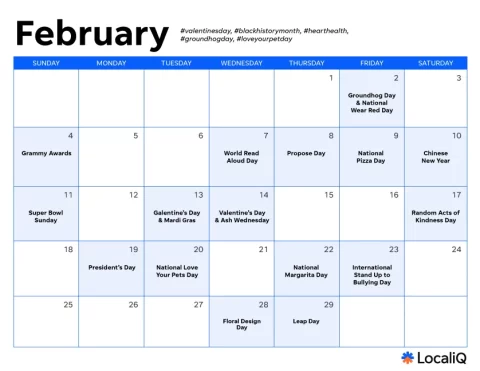 February
#valentinesday, #blackhistorymonth, #hearthealth,
#groundhogday, #loveyourpetday
SUNDAY MONDAY TUESDAY WEDNESDAY THURSDAY FRIDAY SATURDAY
1 2 3
Groundhog Day
& National
Wear Red Day
4 5 6 7 8 9 10
Grammy Awards
World Read
Aloud Day
Propose Day
National
Pizza Day
Chinese
New Year
11 12 13 14 15 16 17
Super Bowl
Sunday
Galentine's Day
& Mardi Gras
Valentine's Day
& Ash Wednesday
Random Acts of
Kindness Day
18 19 20 21 22 23 24
President's Day
National Love
Your Pets Day
National
Margarita Day
International
Stand Up to
Bullying Day
25 26 27 28 29
Floral Design
Day
Leap Day
LocaliQ